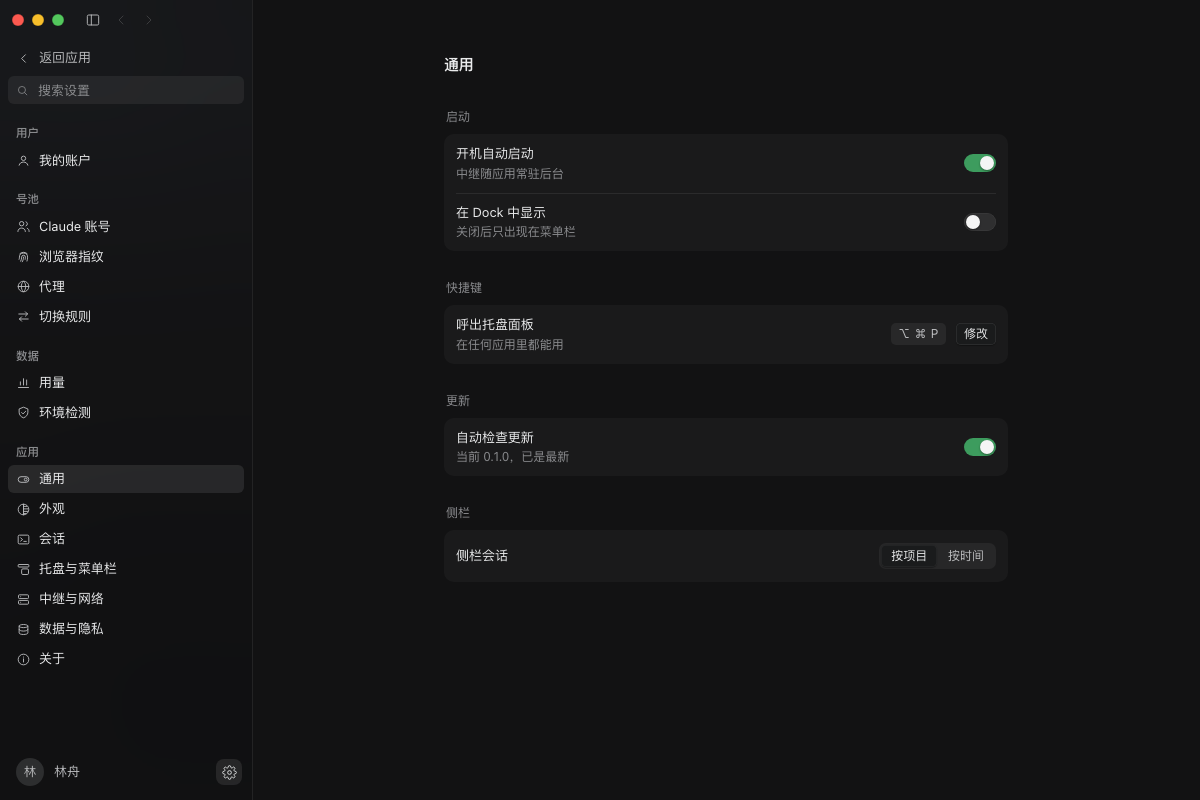 返回应用
搜索设置
用户
我的账户
号池
Claude 账号
浏览器指纹
代理
切换规则
数据
用量
环境检测
应用
通用
外观
会话
托盘与菜单栏
中继与网络
数据与隐私
关于
林 林舟
通用
启动
开机自动启动
中继随应用常驻后台
在 Dock 中显示
关闭后只出现在菜单栏
快捷键
呼出托盘面板
在任何应用里都能用
⌥ ⌘ P 修改
更新
自动检查更新
当前 0.1.0，已是最新
侧栏
侧栏会话
按项目 按时间